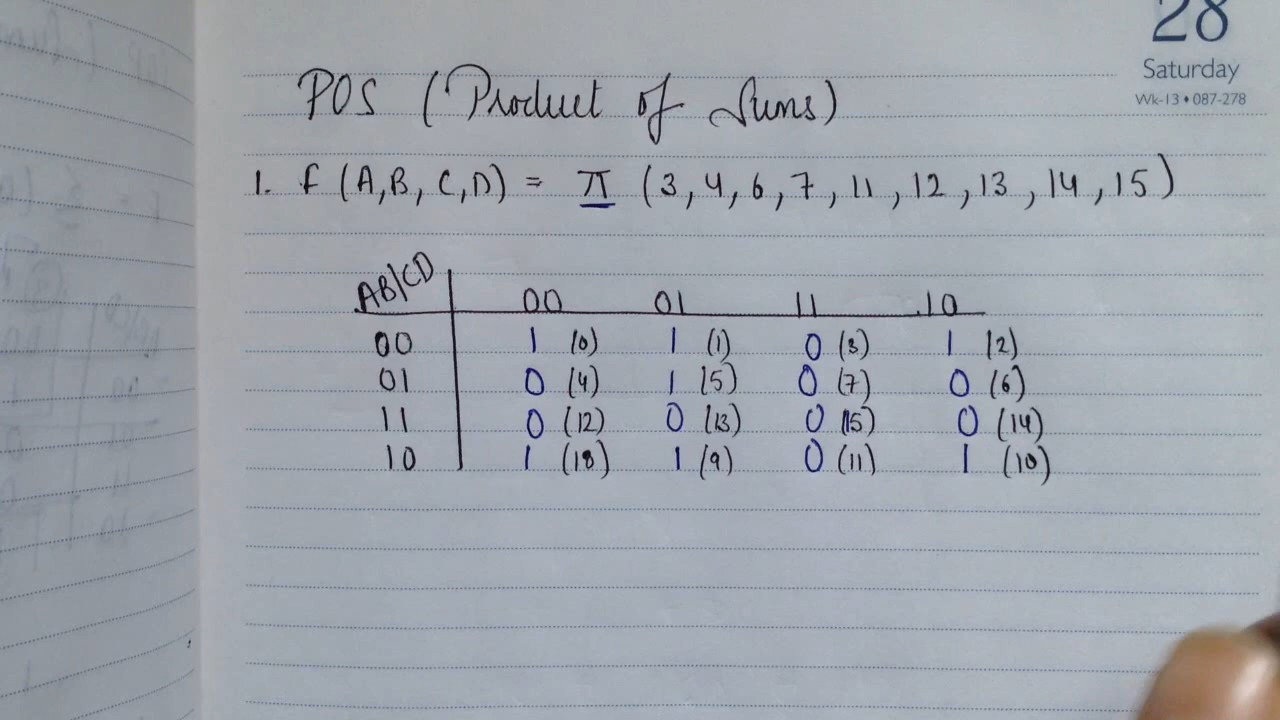 28
Saturday
Wk-13 • 087-278
POS (Product of Sums)
1. f (A,B,C,D) = π (3,4,6,7,11,12,13,14,15)
AB/CD 00 01 11 10
00 1 (0) 1 (1) 0 (3) 1 (2)
01 0 (4) 1 (5) 0 (7) 0 (6)
11 0 (12) 0 (13) 0 (15) 0 (14)
10 1 (18) 1 (9) 0 (11) 1 (10)